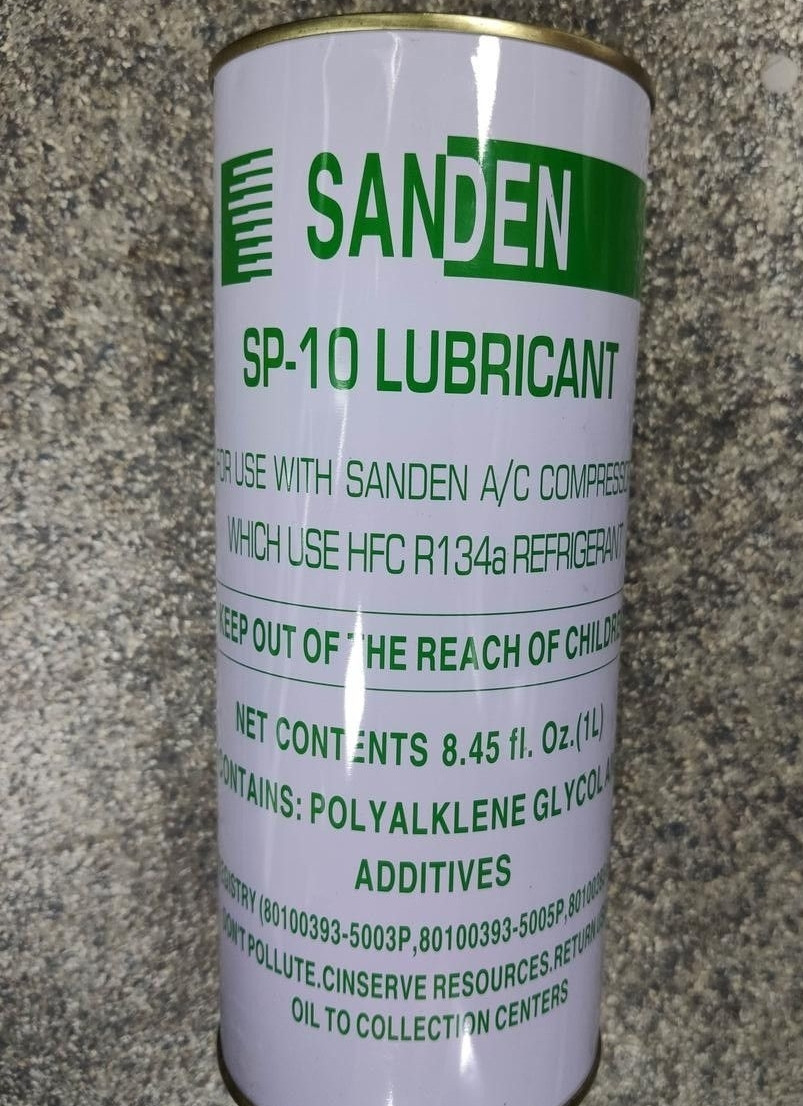 SANDEN
SP-10 LUBRICANT
FOR USE WITH SANDEN A/C
WHICH USE HFC R134a REFRIGERANT
KEEP OUT OF THE REACH OF
NET CONTENTS 8.45 fl. Oz.(1L)
CONTAINS: POLYALKLENE GLYCOL
ADDITIVES
(80100393-5003P,80100393-5005P,
DON'T POLLUTE.CINSERVE RESOURCES.RETURN
OIL TO COLLECTION CENTERS